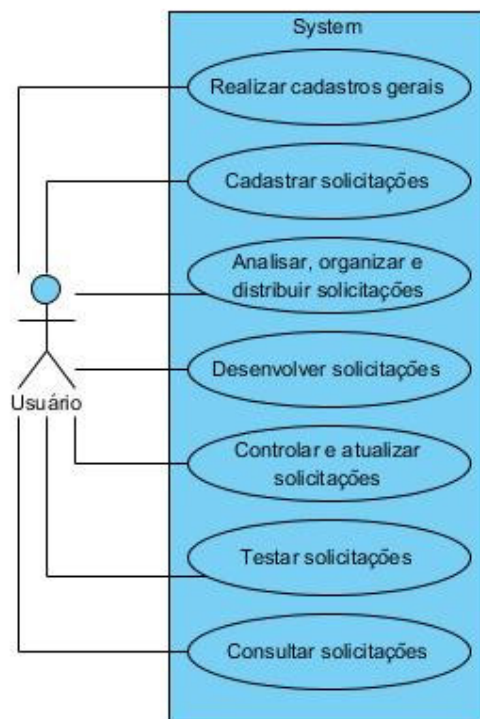 System
Realizar cadastros gerais
Cadastrar solicitações
Analisar, organizar e
distribuir solicitações
Desenvolver solicitações
Usuário
Controlar e atualizar
solicitações
Testar solicitações
Consultar solicitações